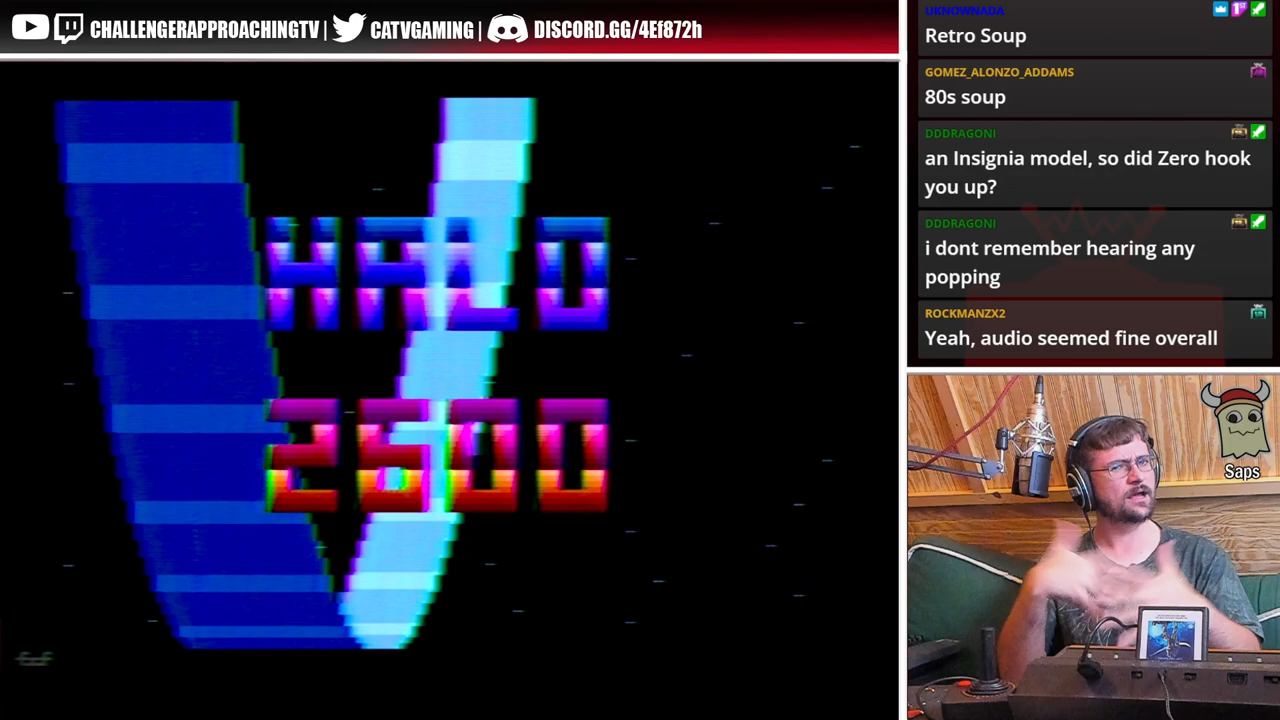 CHALLENGERAPPROACHINGTV | CATVGAMING | DISCORD.GG/4Ef872h
HALO
2600
UKNOWNADA
Retro Soup
GOMEZ_ALONZO_ADDAMS
80s soup
DDDRAGONI
an Insignia model, so did Zero hook
you up?
DDDRAGONI
i dont remember hearing any
popping
ROCKMANZX2
Yeah, audio seemed fine overall
Saps